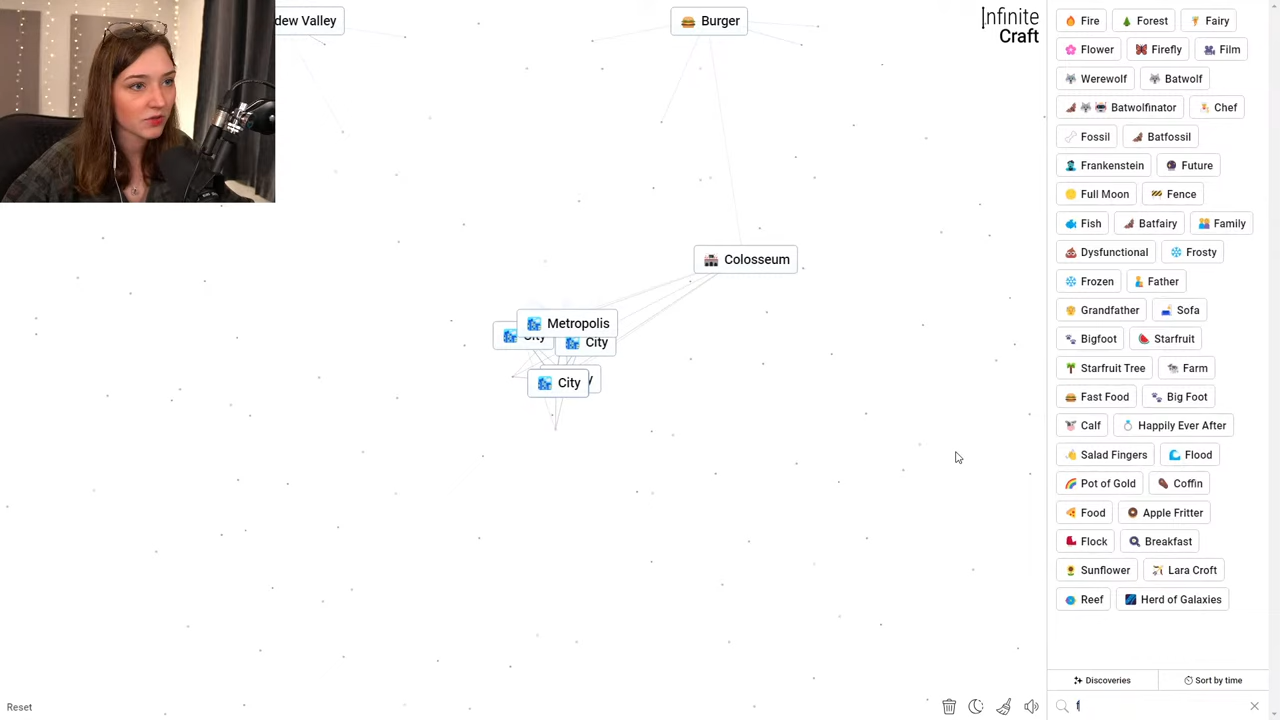 dew Valley
Burger
Infinite
Craft
Colosseum
Metropolis
City
City
City
Reset
Fire
Forest
Fairy
Flower
Firefly
Film
Werewolf
Batwolf
Batwolfinator
Chef
Fossil
Batfossil
Frankenstein
Future
Full Moon
Fence
Fish
Batfairy
Family
Dysfunctional
Frosty
Frozen
Father
Grandfather
Sofa
Bigfoot
Starfruit
Starfruit Tree
Farm
Fast Food
Big Foot
Calf
Happily Ever After
Salad Fingers
Flood
Pot of Gold
Coffin
Food
Apple Fritter
Flock
Breakfast
Sunflower
Lara Croft
Reef
Herd of Galaxies
Discoveries
Sort by time
f